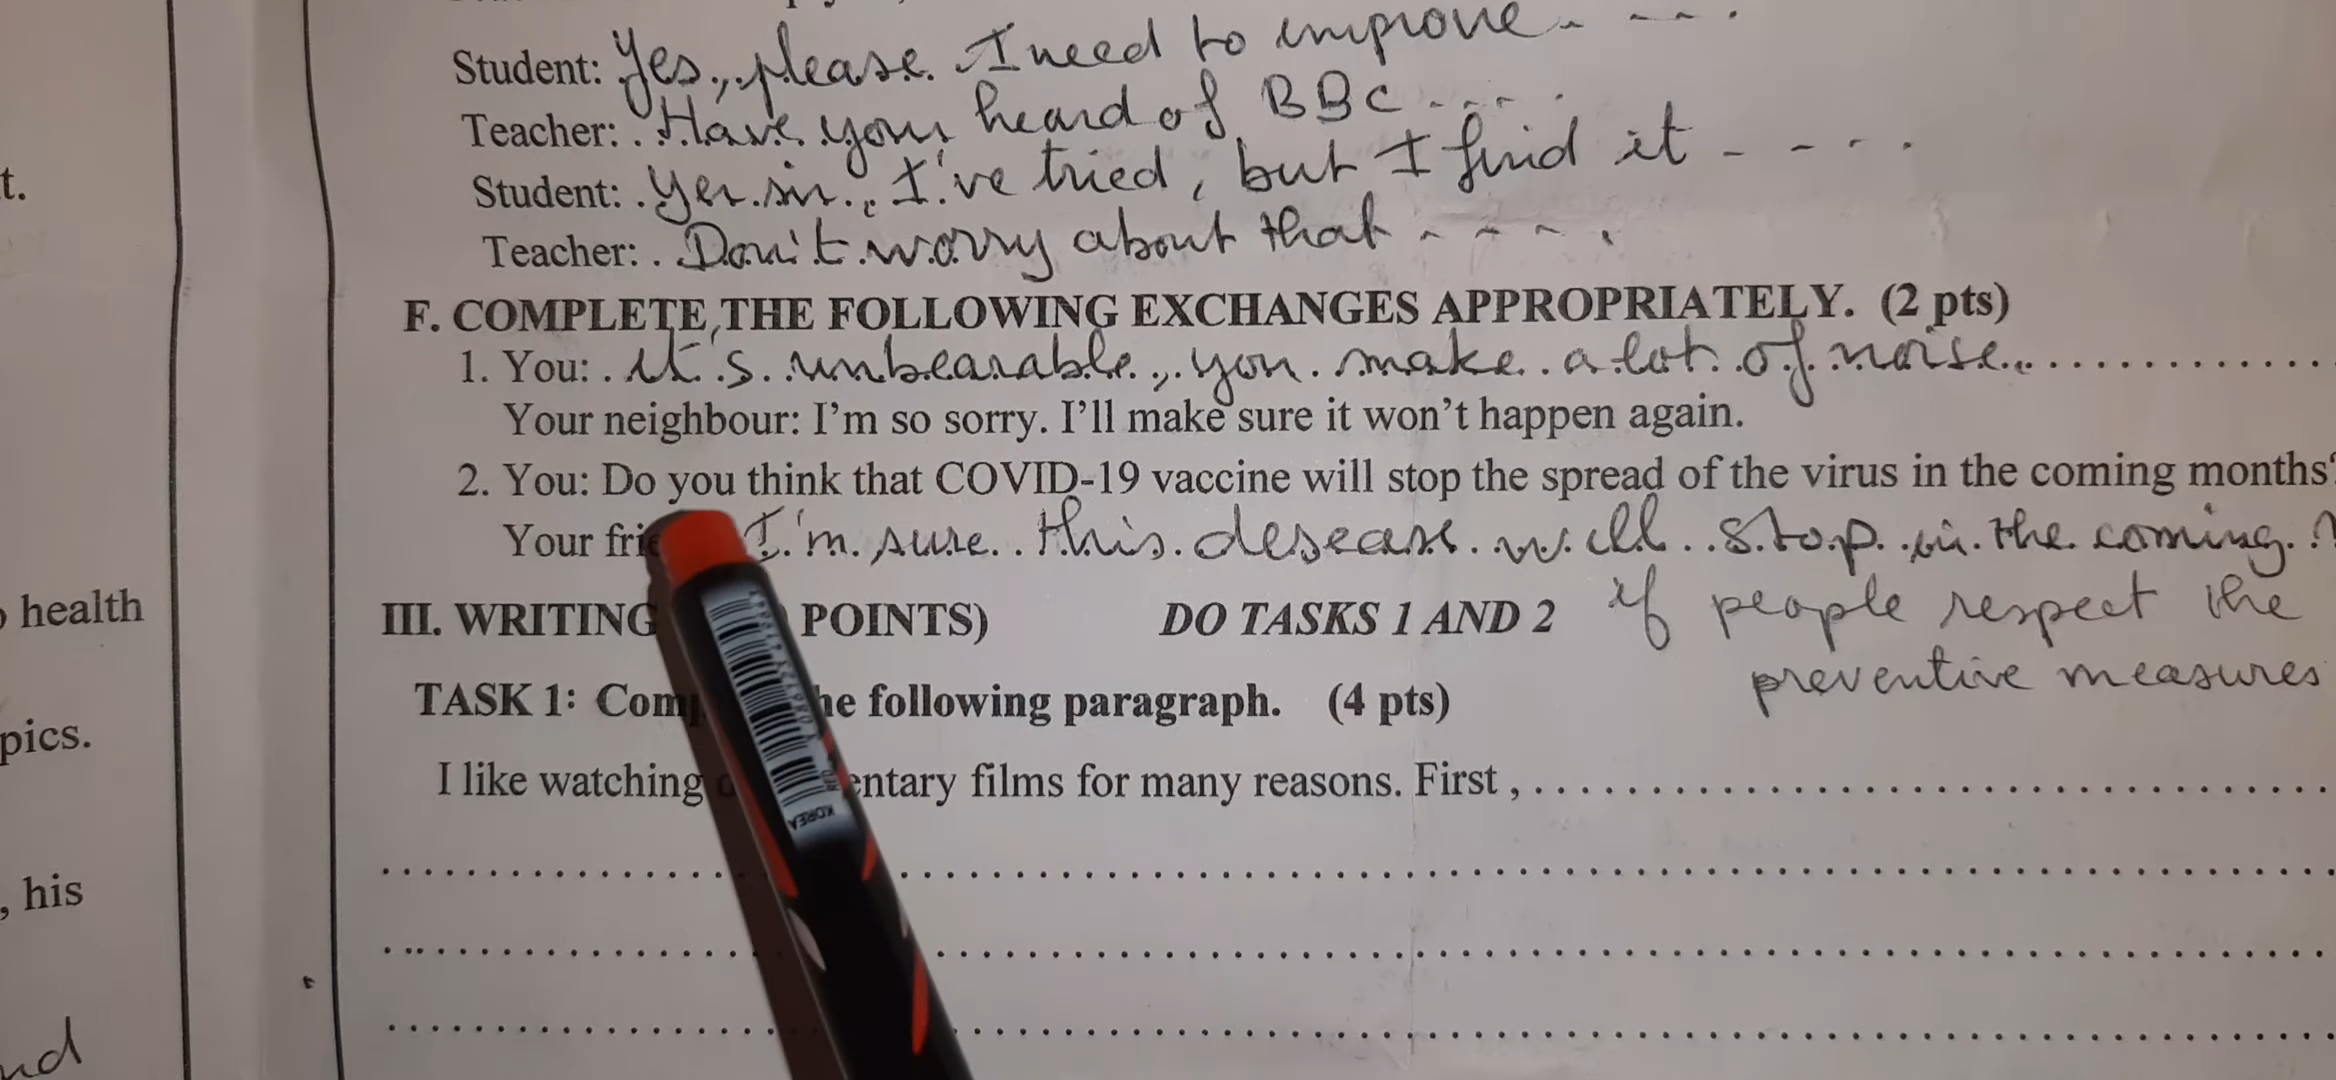 Student: Yes, please. I need to improve - - - .
t.
Teacher: Have you heard of BBC - - - .
Student: Yes sir, I've tried, but I find it - - - .
Teacher: Don't worry about that - - - - .
F. COMPLETE THE FOLLOWING EXCHANGES APPROPRIATELY. (2 pts)
1. You: It's unbearable, you make a lot of noise..............
Your neighbour: I'm so sorry. I'll make sure it won't happen again.
2. You: Do you think that COVID-19 vaccine will stop the spread of the virus in the coming months?
Your frie I'm sure this desease will stop in the coming
health
III. WRITING POINTS) DO TASKS 1 AND 2 if people respect the
preventive measures
pics.
TASK 1: Com he following paragraph. (4 pts)
I like watching entary films for many reasons. First ,..............................
KOREA
, his
nd